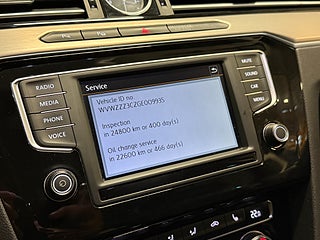 RADIO
MEDIA
PHONE
VOICE
Service
Vehicle ID no.
WVWZZZ3CZGE009935
Inspection
in 24800 km or 400 day(s)
Oil change service
in 22600 km or 466 day(s)
MUTE
SOUND
CAR
MENU